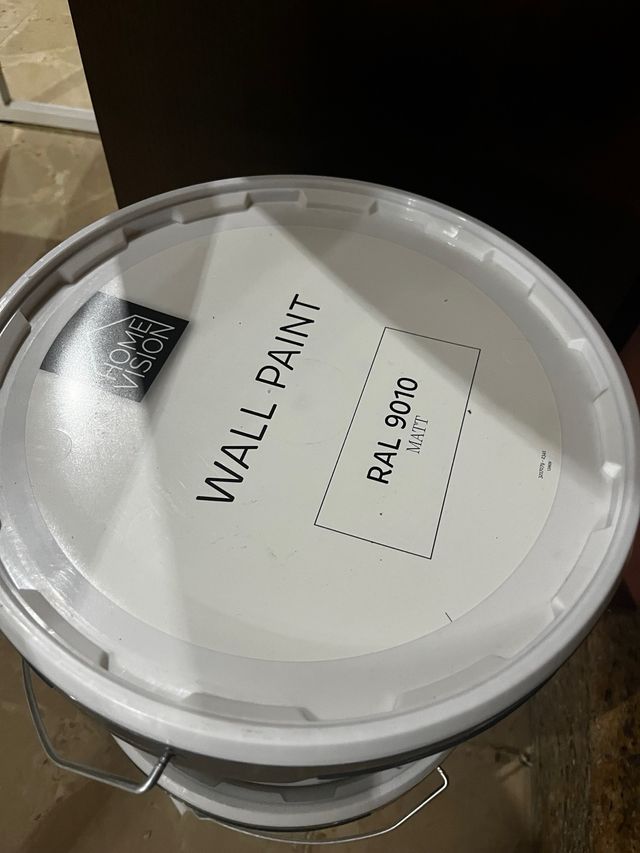 HOME
VISION
WALL PAINT
RAL 9010
MATT